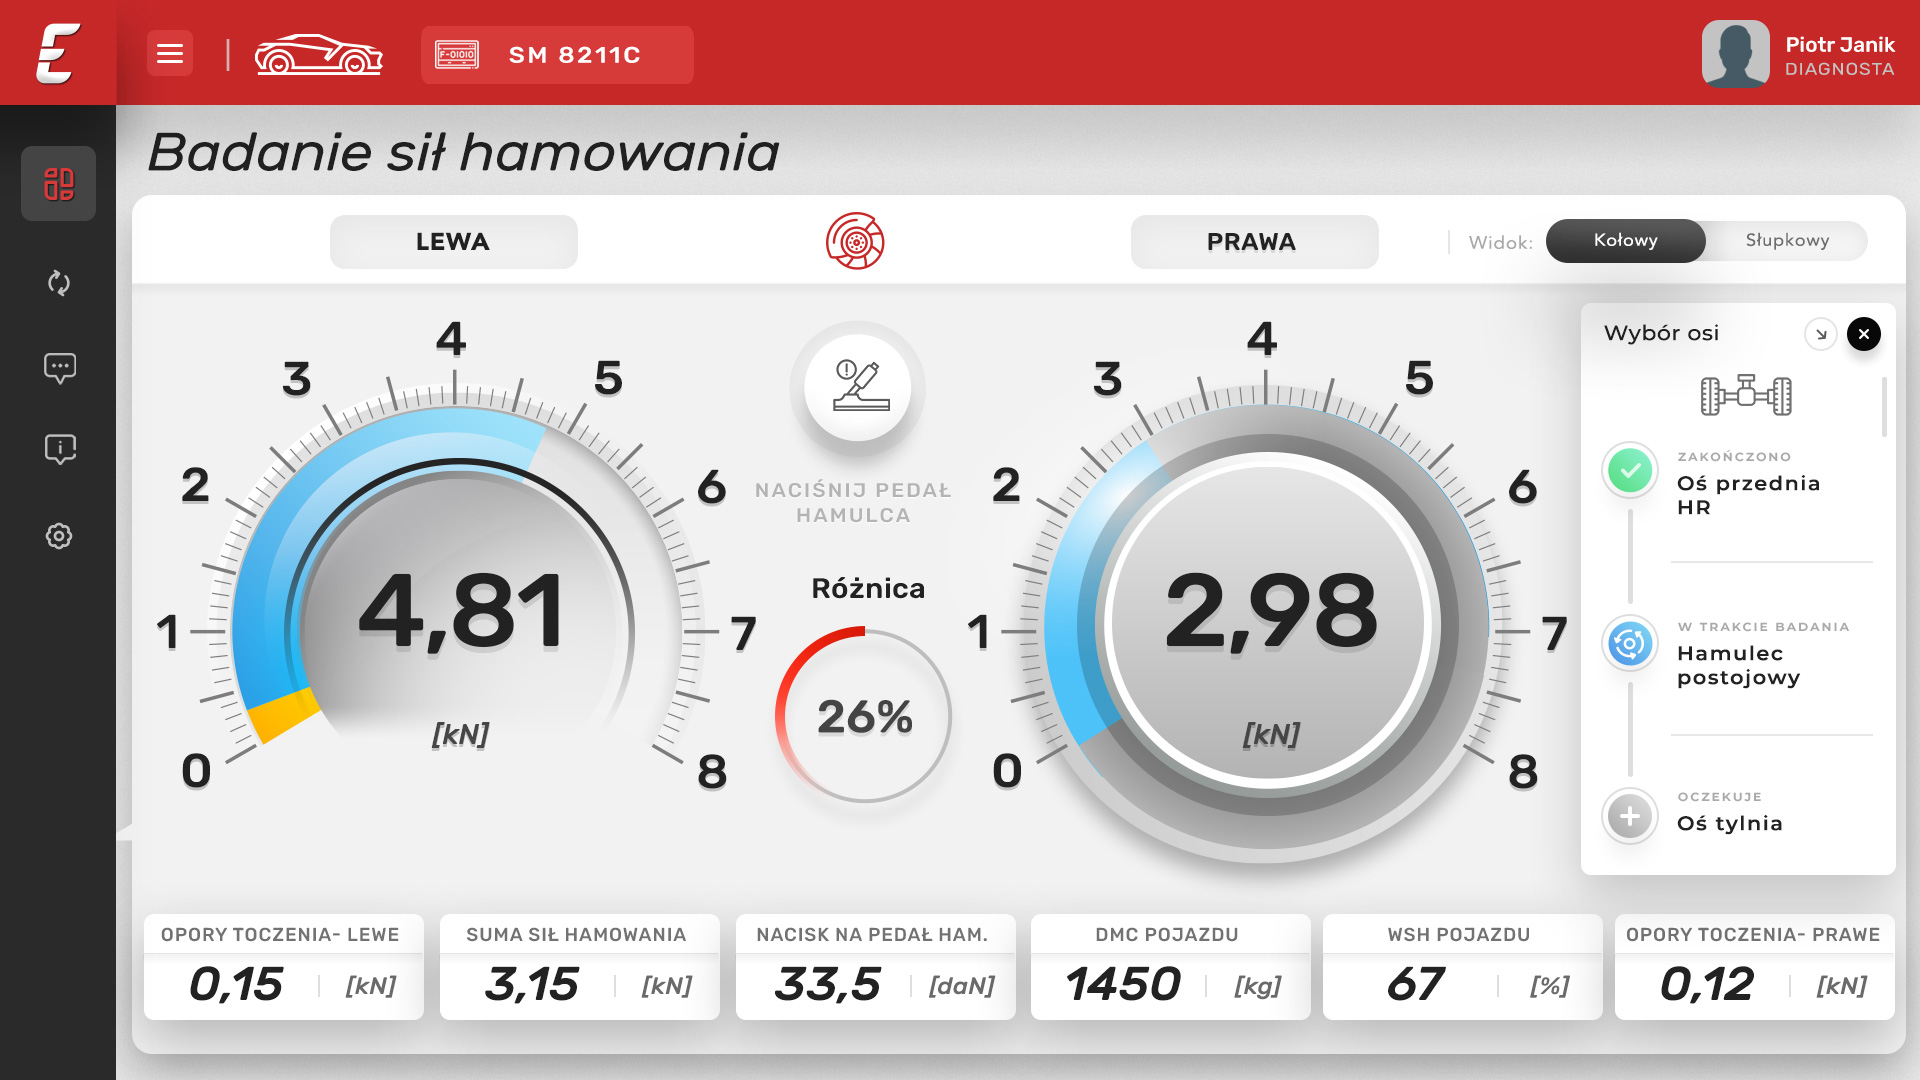 E
F-01010
SM 8211C
Piotr Janik
DIAGNOSTA
Badanie sił hamowania
LEWA
PRAWA
Widok:
Kołowy
Słupkowy
0
1
2
3
4
5
6
7
8
4,81
[kN]
NACIŚNIJ PEDAŁ
HAMULCA
Różnica
26%
0
1
2
3
4
5
6
7
8
2,98
[kN]
Wybór osi
ZAKOŃCZONO
Oś przednia
HR
W TRAKCIE BADANIA
Hamulec
postojowy
OCZEKUJE
Oś tylnia
OPORY TOCZENIA- LEWE
0,15 [kN]
SUMA SIŁ HAMOWANIA
3,15 [kN]
NACISK NA PEDAŁ HAM.
33,5 [daN]
DMC POJAZDU
1450 [kg]
WSH POJAZDU
67 [%]
OPORY TOCZENIA- PRAWE
0,12 [kN]